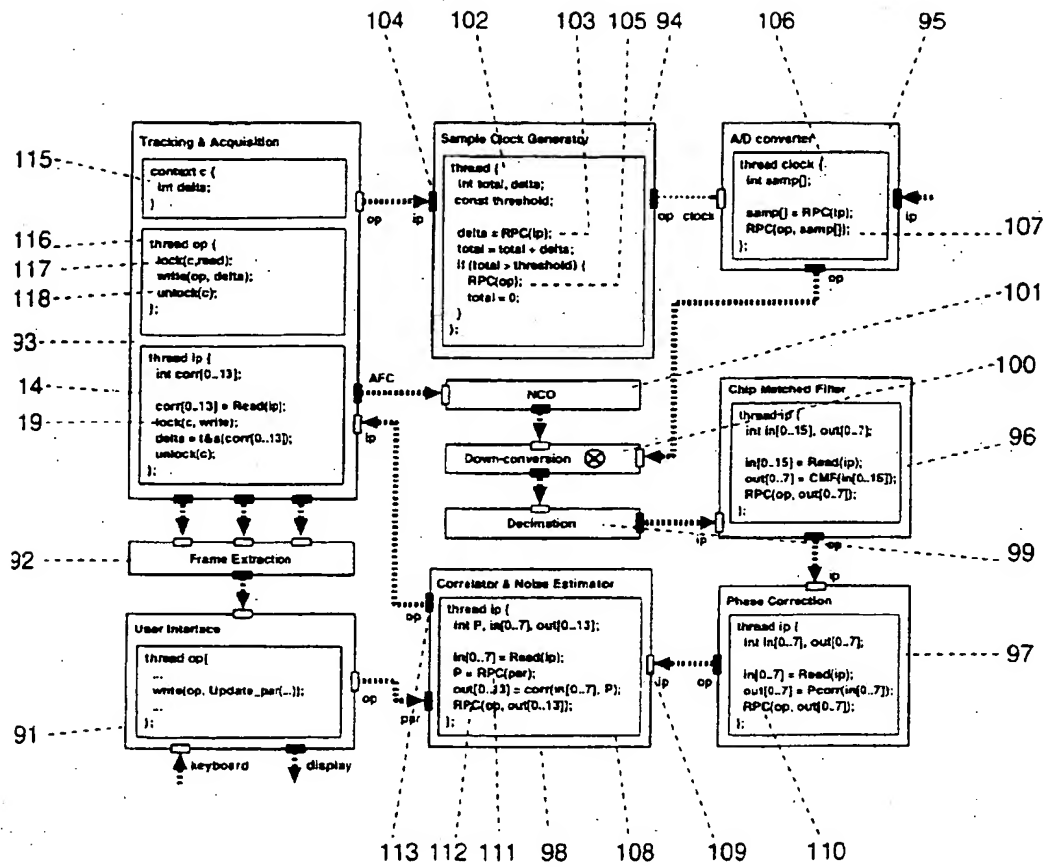 104 102 103 105 94 106 95
Tracking & Acquisition
115
context c {
int delta;
}
116
thread op {
117
lock(c,read);
write(op, delta);
118
unlock(c);
};
93
thread ip {
int corr[0..13];
14
corr[0..13] = Read(ip);
19
lock(c, write);
delta = t&a(corr[0..13]);
unlock(c);
};
op
ip
AFC
ip
Sample Clock Generator
thread {
int total, delta;
const threshold;
delta = RPC(ip);
total = total + delta;
if (total > threshold) {
RPC(op);
total = 0;
}
};
op
clock
A/D converter
thread clock {
int samp[];
samp[] = RPC(ip);
RPC(op, samp[]);
};
ip
107
op
101
100
NCO
Down-conversion
Decimation
Chip Matched Filter
thread ip {
int in[0..15], out[0..7];
96
in[0..15] = Read(ip);
out[0..7] = CMF(in[0..15]);
RPC(op, out[0..7]);
};
ip
op
99
ip
92
Frame Extraction
User Interface
thread op{
...
write(op, Update_par(...));
...
};
91
keyboard
display
op
par
Correlator & Noise Estimator
thread ip {
int P, in[0..7], out[0..13];
in[0..7] = Read(ip);
P = RPC(par);
out[0..13] = corr(in[0..7], P);
RPC(op, out[0..13]);
};
op
ip
op
Phase Correction
thread ip {
int in[0..7], out[0..7];
97
in[0..7] = Read(ip);
out[0..7] = Pcorr(in[0..7]);
RPC(op, out[0..7]);
};
113 112 111 98 108 109 110